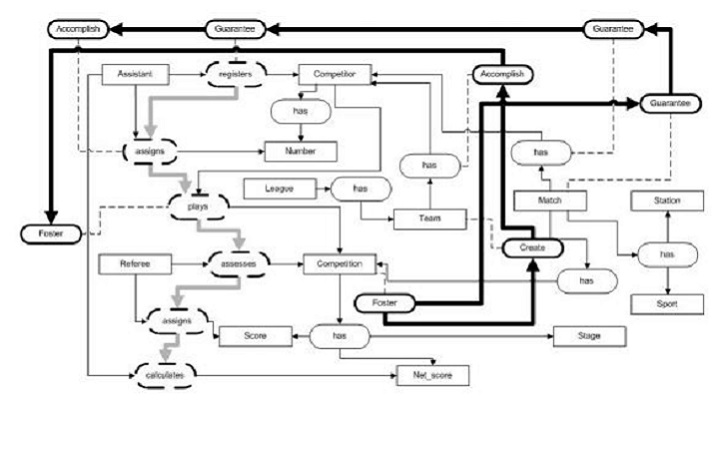 Accomplish
Guarantee
Guarantee
Assistant
registers
Competitor
Accomplish
Guarantee
has
assigns
Number
has
has
League
has
plays
Team
Match
Station
Foster
Create
has
Referee
assesses
Competition
has
Foster
Sport
assigns
Score
has
Stage
calculates
Net_score